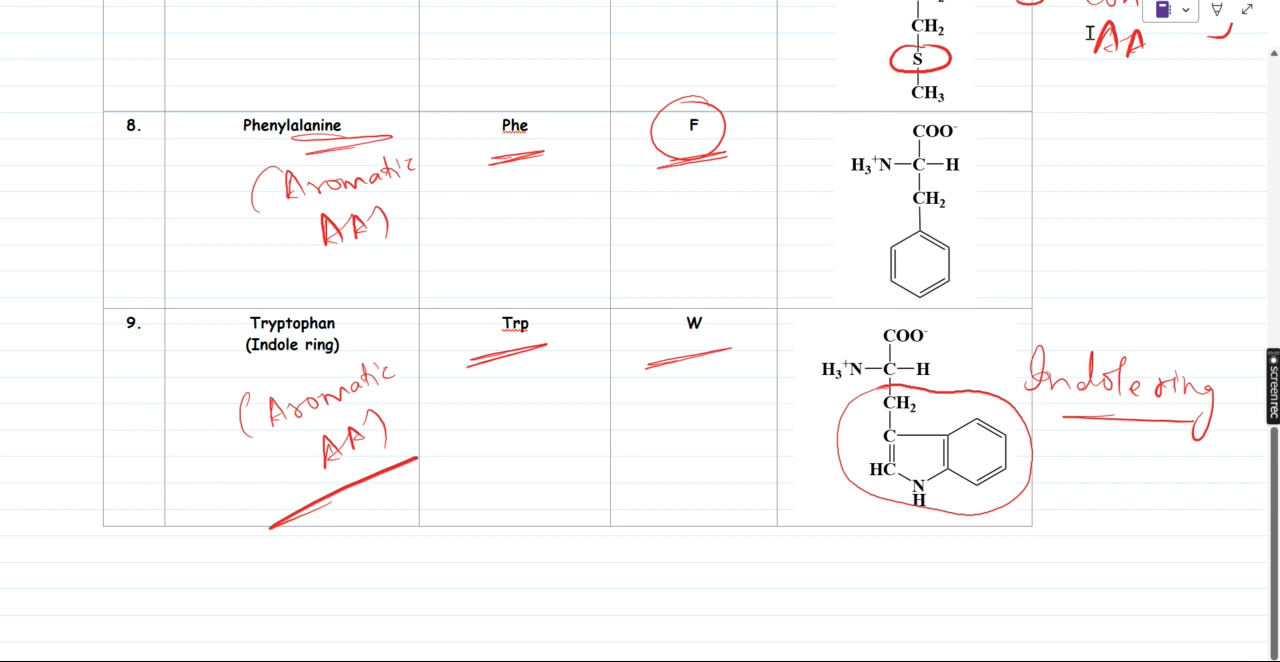 CH₂
S
CH₃
AA
8.
Phenylalanine
Phe
F
(Aromatic
AA)
COO⁻
H₃⁺N—C—H
CH₂
9.
Tryptophan
(Indole ring)
Trp
W
(Aromatic
AA)
COO⁻
H₃⁺N—C—H
CH₂
C
HC
N
H
Indole ring
screenrec